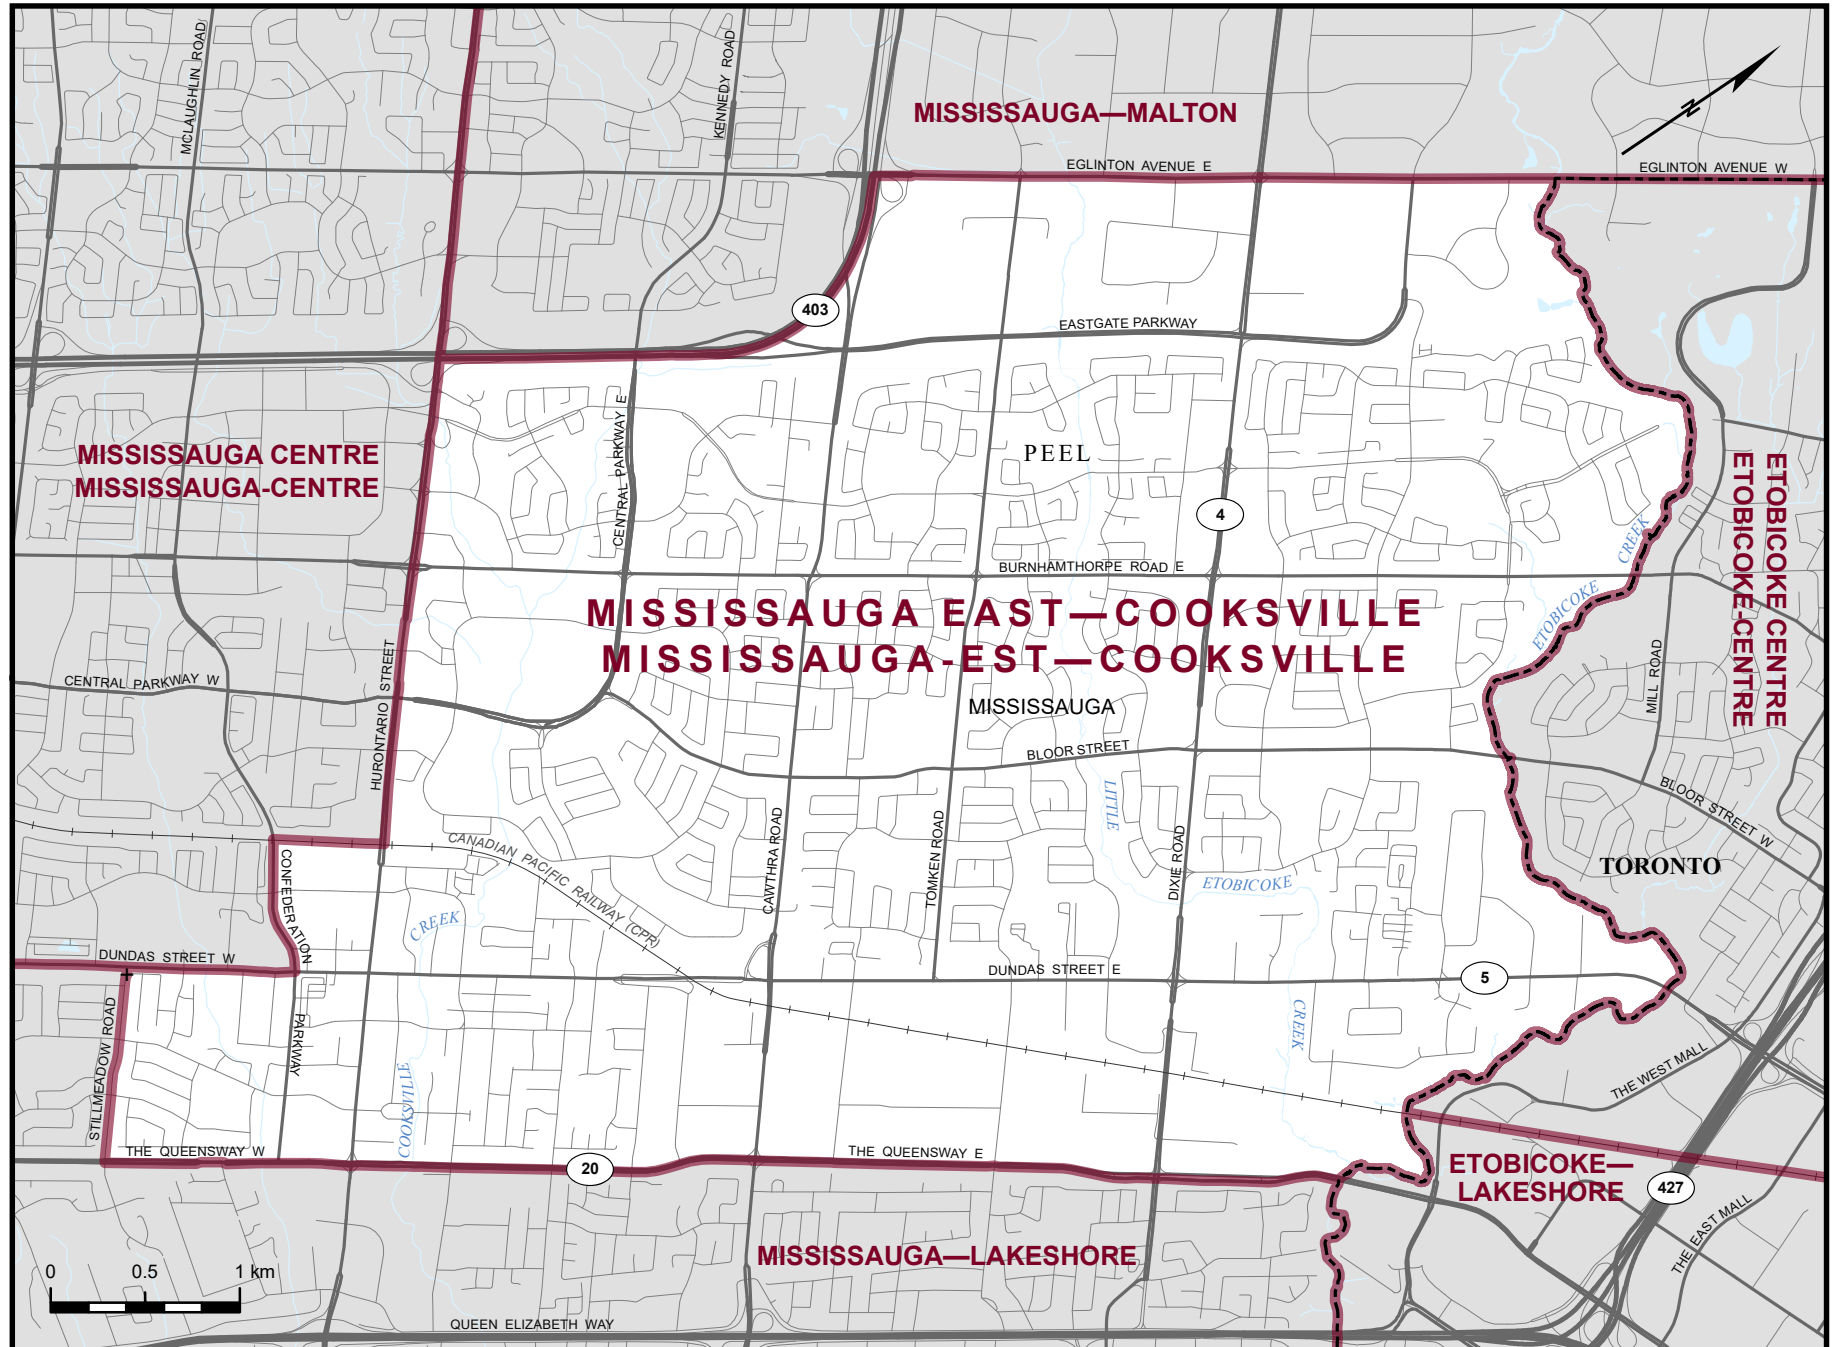 MCLAUGHLIN ROAD
KENNEDY ROAD
MISSISSAUGA—MALTON
N
EGLINTON AVENUE E
EGLINTON AVENUE W
403
EASTGATE PARKWAY
MISSISSAUGA CENTRE
MISSISSAUGA-CENTRE
CENTRAL PARKWAY E
PEEL
4
ETOBICOKE CENTRE
ETOBICOKE-CENTRE
ETOBICOKE
CREEK
BURNHAMTHORPE ROAD E
MISSISSAUGA EAST—COOKSVILLE
MISSISSAUGA-EST—COOKSVILLE
MISSISSAUGA
HURONTARIO STREET
CENTRAL PARKWAY W
MILL ROAD
BLOOR STREET
BLOOR STREET W
LITTLE
ETOBICOKE
CREEK
CANADIAN PACIFIC RAILWAY (CPR)
CAWTHRA ROAD
TOMKEN ROAD
DIXIE ROAD
TORONTO
CONFEDERATION
PARKWAY
CREEK
COOKSVILLE
DUNDAS STREET W
DUNDAS STREET E
5
STILLMEADOW ROAD
THE WEST MALL
THE QUEENSWAY W
20
THE QUEENSWAY E
ETOBICOKE—
LAKESHORE
427
THE EAST MALL
MISSISSAUGA—LAKESHORE
0 0.5 1 km
QUEEN ELIZABETH WAY